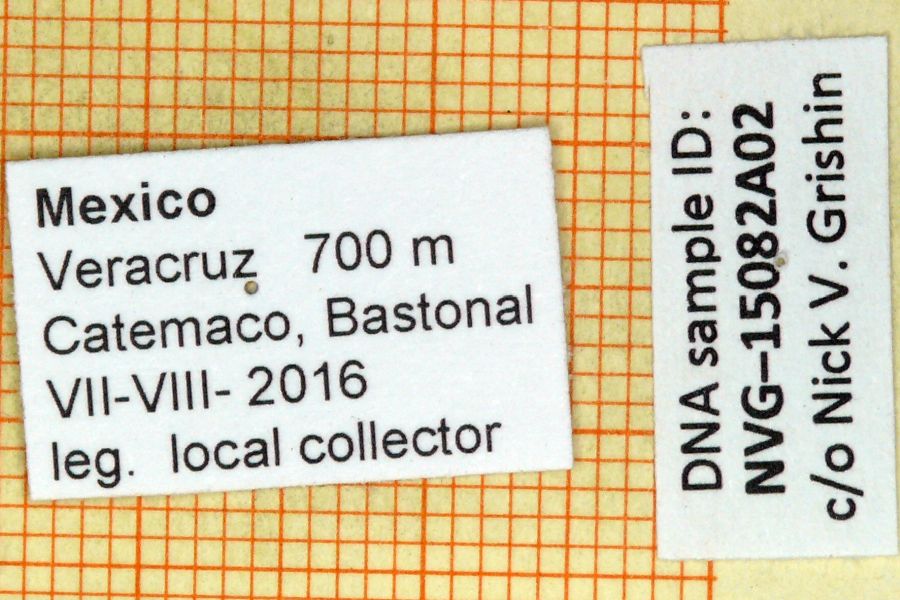 Mexico
Veracruz 700 m
Catemaco, Bastonal
VII-VIII- 2016
leg. local collector
DNA sample ID:
NVG–15082A02
c/o Nick V. Grishin